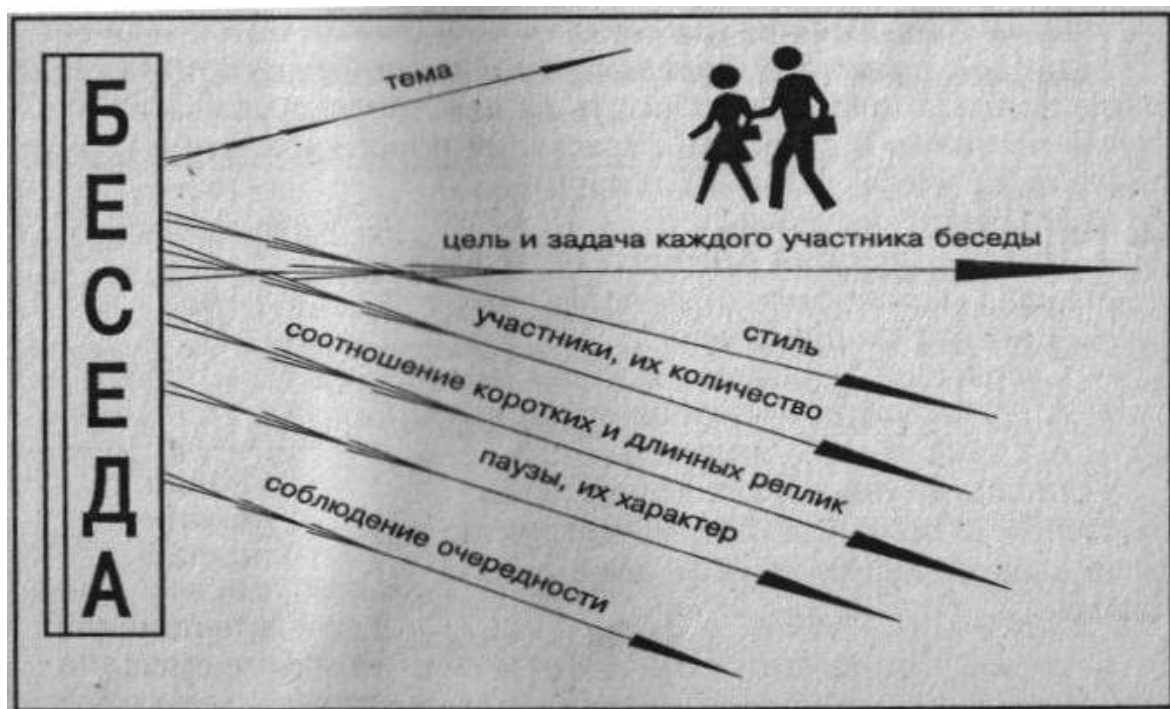 БЕСЕДА
тема
цель и задача каждого участника беседы
стиль
участники, их количество
соотношение коротких и длинных реплик
паузы, их характер
соблюдение очередности